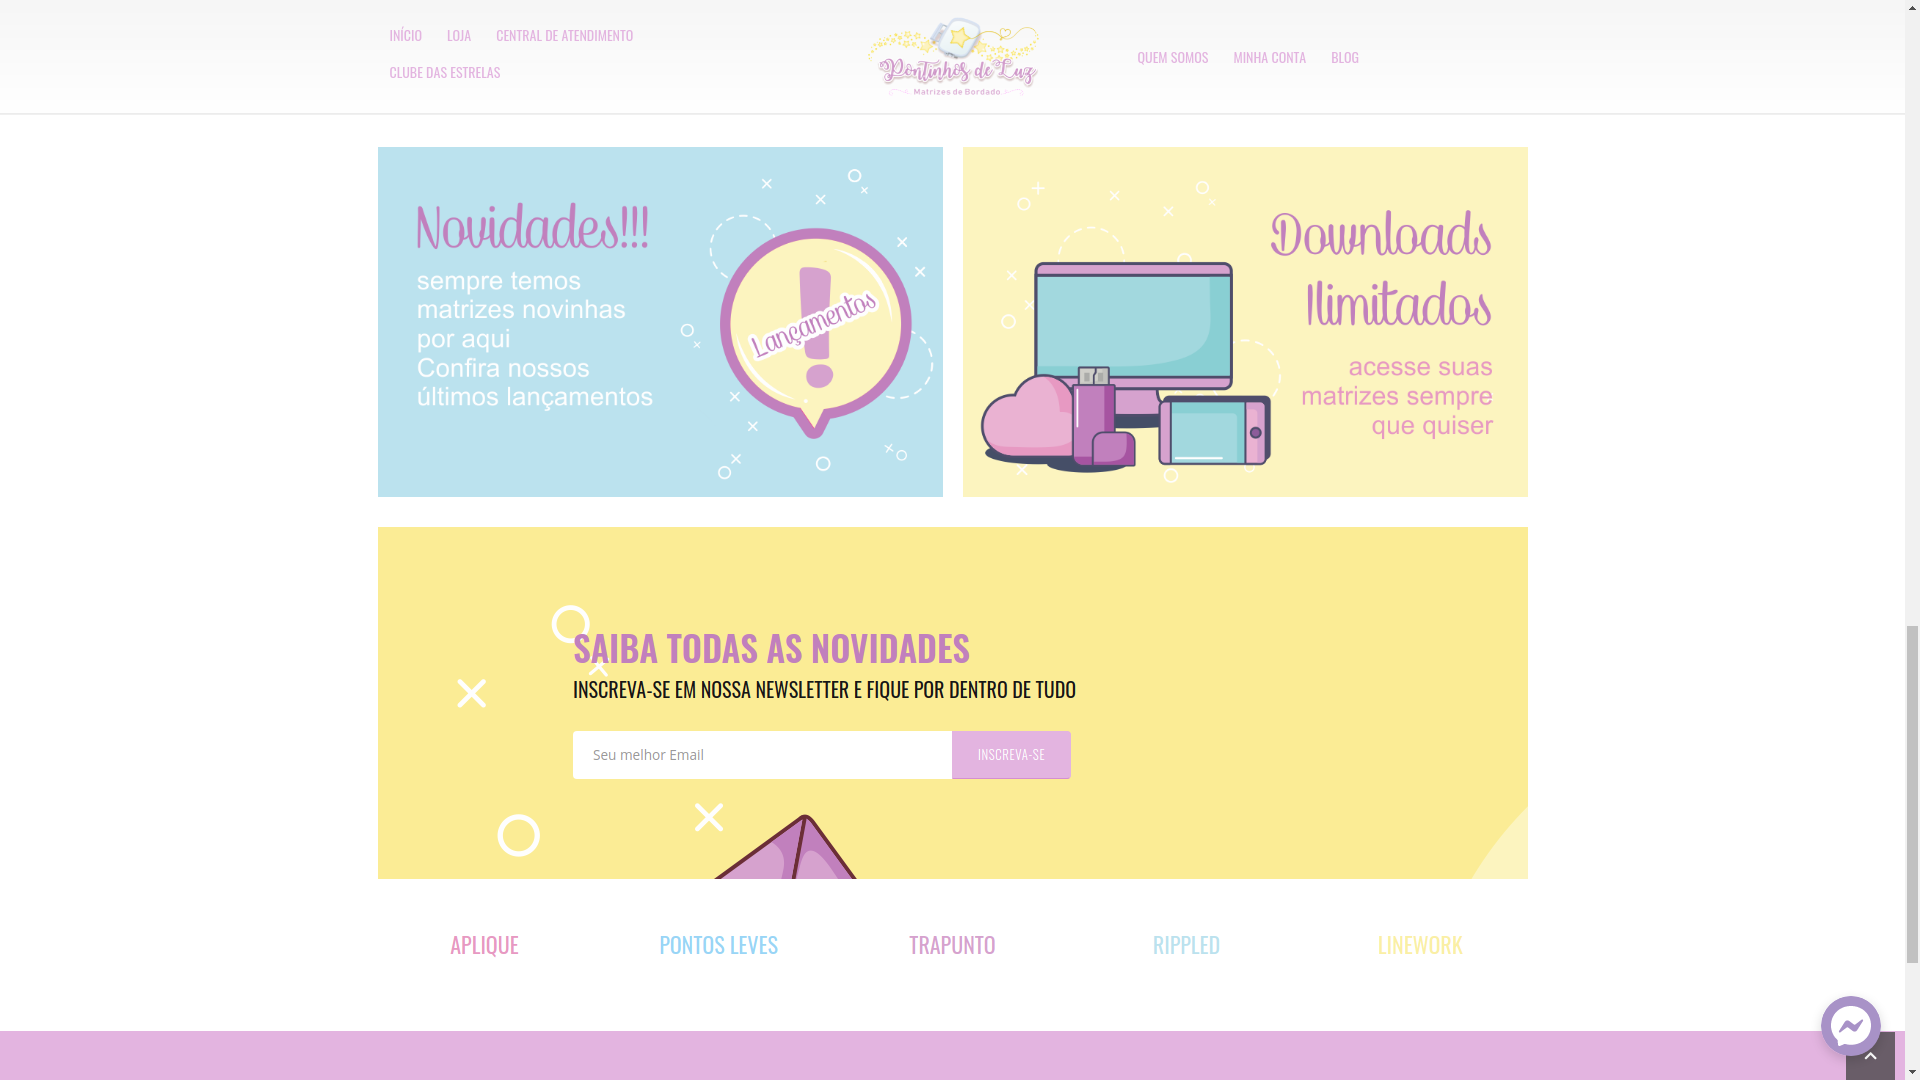 INÍCIO LOJA CENTRAL DE ATENDIMENTO
CLUBE DAS ESTRELAS
Pontinhos de Luz
Matrizes de Bordado
QUEM SOMOS MINHA CONTA BLOG
Novidades!!!
sempre temos
matrizes novinhas
por aqui
Confira nossos
últimos lançamentos
Lançamentos
Downloads
Ilimitados
acesse suas
matrizes sempre
que quiser
SAIBA TODAS AS NOVIDADES
INSCREVA-SE EM NOSSA NEWSLETTER E FIQUE POR DENTRO DE TUDO
Seu melhor Email
INSCREVA-SE
APLIQUE
PONTOS LEVES
TRAPUNTO
RIPPLED
LINEWORK